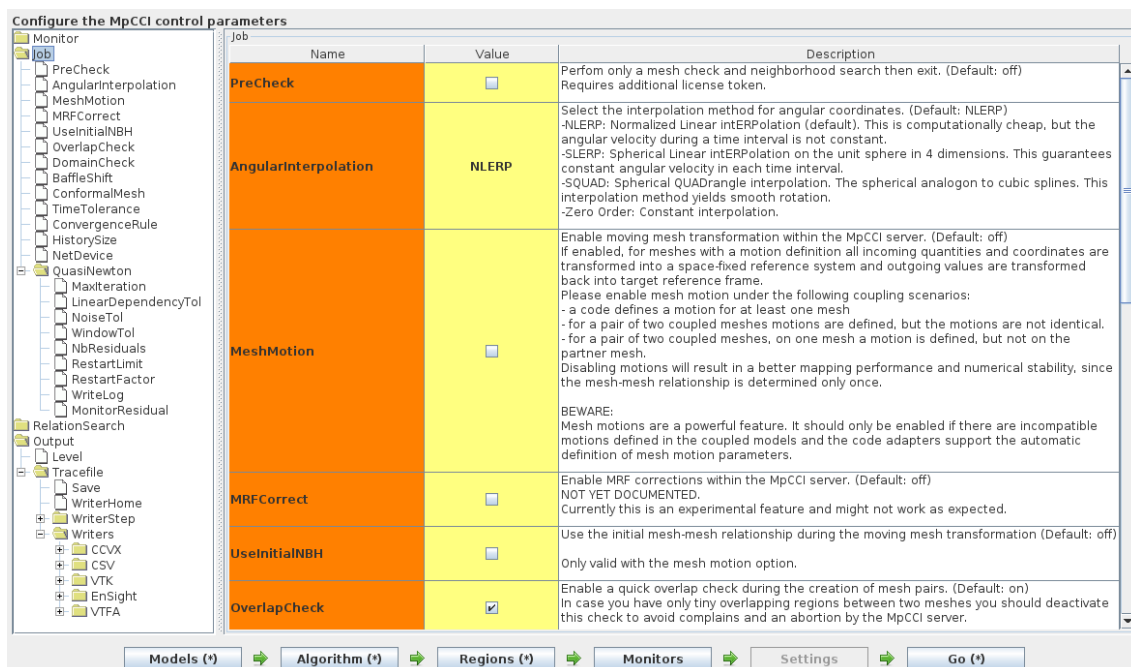 Configure the MpCCI control parameters
Monitor
Job
PreCheck
AngularInterpolation
MeshMotion
MRFCorrect
UseInitialNBH
OverlapCheck
DomainCheck
BaffleShift
ConformalMesh
TimeTolerance
ConvergenceRule
HistorySize
NetDevice
QuasiNewton
MaxIteration
LinearDependencyTol
NoiseTol
WindowTol
NbResiduals
RestartLimit
RestartFactor
WriteLog
MonitorResidual
RelationSearch
Output
Level
Tracefile
Save
WriterHome
WriterStep
Writers
CCVX
CSV
VTK
EnSight
VTFA
Job
Name Value Description
PreCheck
Perfom only a mesh check and neighborhood search then exit. (Default: off)
Requires additional license token.
AngularInterpolation
NLERP
Select the interpolation method for angular coordinates. (Default: NLERP)
-NLERP: Normalized Linear intERPolation (default). This is computationally cheap, but the
angular velocity during a time interval is not constant.
-SLERP: Spherical Linear intERPolation on the unit sphere in 4 dimensions. This guarantees
constant angular velocity in each time interval.
-SQUAD: Spherical QUADrangle interpolation. The spherical analogon to cubic splines. This
interpolation method yields smooth rotation.
-Zero Order: Constant interpolation.
MeshMotion
Enable moving mesh transformation within the MpCCI server. (Default: off)
If enabled, for meshes with a motion definition all incoming quantities and coordinates are
transformed into a space-fixed reference system and outgoing values are transformed
back into target reference frame.
Please enable mesh motion under the following coupling scenarios:
- a code defines a motion for at least one mesh
- for a pair of two coupled meshes motions are defined, but the motions are not identical.
- for a pair of two coupled meshes, on one mesh a motion is defined, but not on the
partner mesh.
Disabling motions will result in a better mapping performance and numerical stability, since
the mesh-mesh relationship is determined only once.
BEWARE:
Mesh motions are a powerful feature. It should only be enabled if there are incompatible
motions defined in the coupled models and the code adapters support the automatic
definition of mesh motion parameters.
MRFCorrect
Enable MRF corrections within the MpCCI server. (Default: off)
NOT YET DOCUMENTED.
Currently this is an experimental feature and might not work as expected.
UseInitialNBH
Use the initial mesh-mesh relationship during the moving mesh transformation (Default: off)
Only valid with the mesh motion option.
OverlapCheck
Enable a quick overlap check during the creation of mesh pairs. (Default: on)
In case you have only tiny overlapping regions between two meshes you should deactivate
this check to avoid complains and an abortion by the MpCCI server.
Models (*) Algorithm (*) Regions (*) Monitors Settings Go (*)